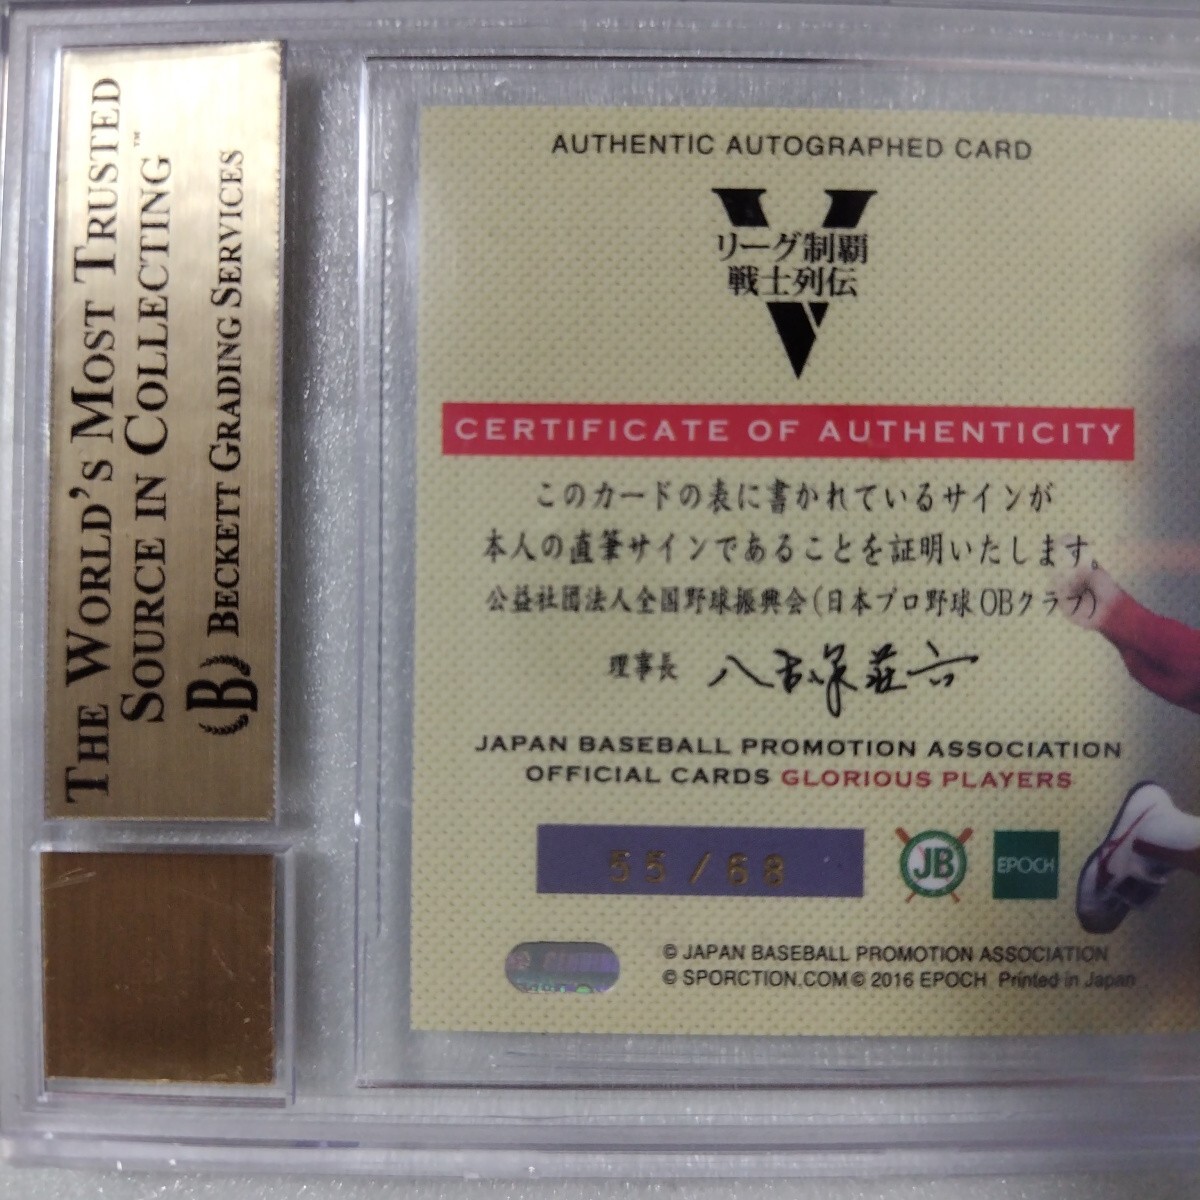 THE WORLD'S MOST TRUSTED
SOURCE IN COLLECTING™
B BECKETT GRADING SERVICES
AUTHENTIC AUTOGRAPHED CARD
V
リーグ制覇
戦士列伝
CERTIFICATE OF AUTHENTICITY
このカードの表に書かれているサインが
本人の直筆サインであることを証明いたします。
公益社団法人全国野球振興会(日本プロ野球OBクラブ)
理事長 八木沢荘六
JAPAN BASEBALL PROMOTION ASSOCIATION
OFFICIAL CARDS GLORIOUS PLAYERS
55/68
JB
EPOCH
© JAPAN BASEBALL PROMOTION ASSOCIATION
© SPORCTION.COM © 2016 EPOCH Printed in Japan